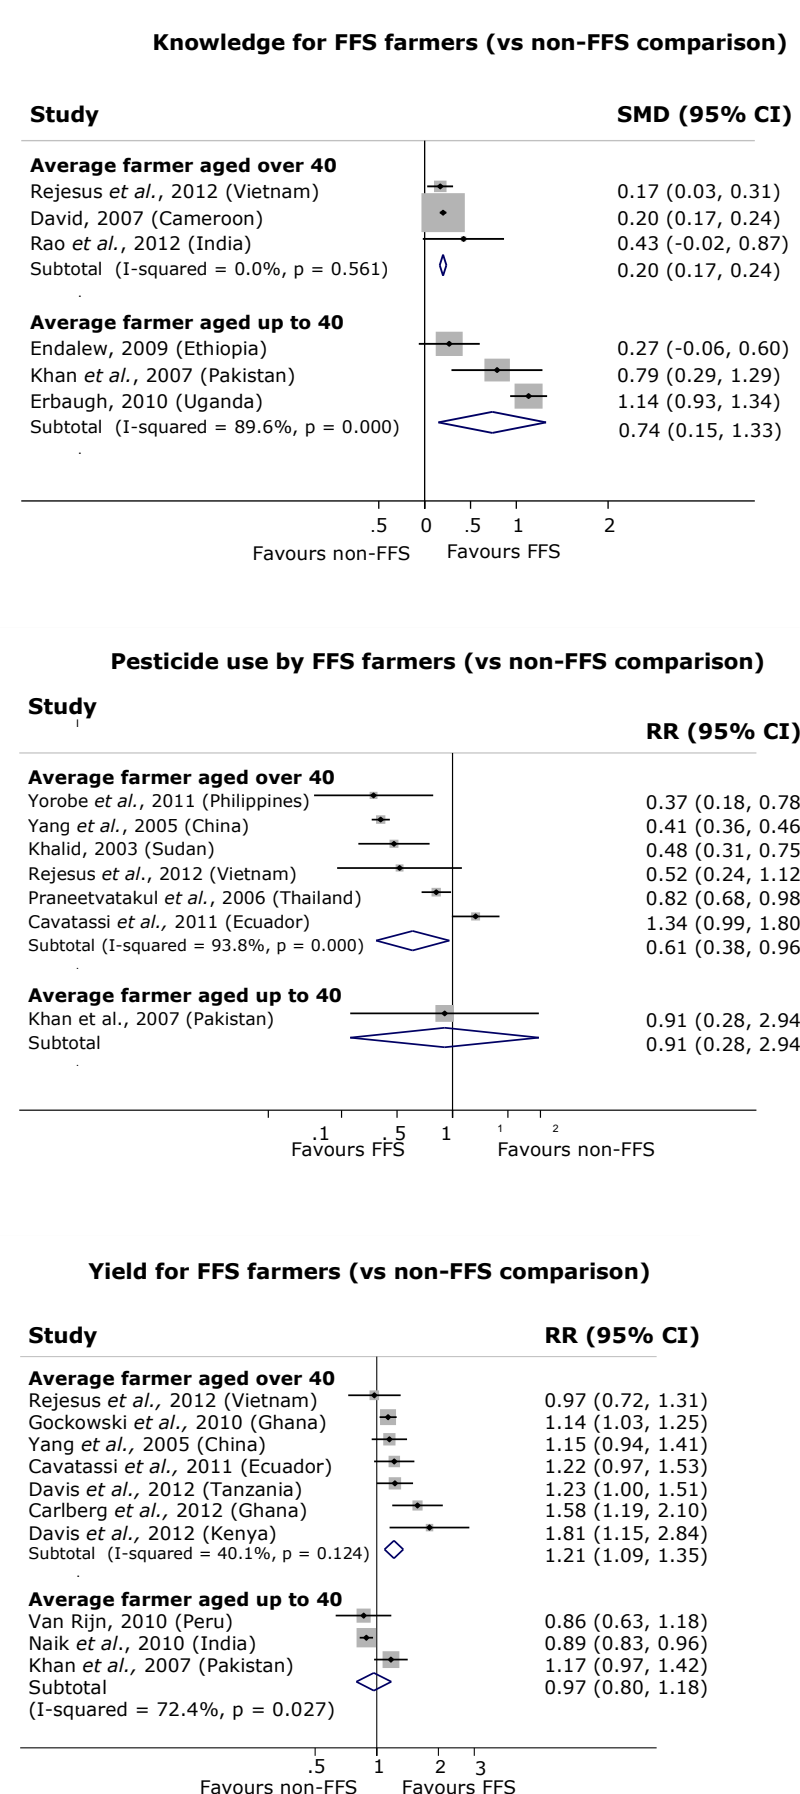 Knowledge for FFS farmers (vs non-FFS comparison)
Study SMD (95% CI)
Average farmer aged over 40
Rejesus et al., 2012 (Vietnam) 0.17 (0.03, 0.31)
David, 2007 (Cameroon) 0.20 (0.17, 0.24)
Rao et al., 2012 (India) 0.43 (-0.02, 0.87)
Subtotal (I-squared = 0.0%, p = 0.561) 0.20 (0.17, 0.24)
.
Average farmer aged up to 40
Endalew, 2009 (Ethiopia) 0.27 (-0.06, 0.60)
Khan et al., 2007 (Pakistan) 0.79 (0.29, 1.29)
Erbaugh, 2010 (Uganda) 1.14 (0.93, 1.34)
Subtotal (I-squared = 89.6%, p = 0.000) 0.74 (0.15, 1.33)
.
.5 0 .5 1 2
Favours non-FFS Favours FFS
Pesticide use by FFS farmers (vs non-FFS comparison)
Study
RR (95% CI)
Average farmer aged over 40
Yorobe et al., 2011 (Philippines) 0.37 (0.18, 0.78
Yang et al., 2005 (China) 0.41 (0.36, 0.46
Khalid, 2003 (Sudan) 0.48 (0.31, 0.75
Rejesus et al., 2012 (Vietnam) 0.52 (0.24, 1.12
Praneetvatakul et al., 2006 (Thailand) 0.82 (0.68, 0.98
Cavatassi et al., 2011 (Ecuador) 1.34 (0.99, 1.80
Subtotal (I-squared = 93.8%, p = 0.000) 0.61 (0.38, 0.96
.
Average farmer aged up to 40
Khan et al., 2007 (Pakistan) 0.91 (0.28, 2.94
Subtotal 0.91 (0.28, 2.94
.
.1 .5 1 1 2
Favours FFS Favours non-FFS
Yield for FFS farmers (vs non-FFS comparison)
Study RR (95% CI)
Average farmer aged over 40
Rejesus et al., 2012 (Vietnam) 0.97 (0.72, 1.31)
Gockowski et al., 2010 (Ghana) 1.14 (1.03, 1.25)
Yang et al., 2005 (China) 1.15 (0.94, 1.41)
Cavatassi et al., 2011 (Ecuador) 1.22 (0.97, 1.53)
Davis et al., 2012 (Tanzania) 1.23 (1.00, 1.51)
Carlberg et al., 2012 (Ghana) 1.58 (1.19, 2.10)
Davis et al., 2012 (Kenya) 1.81 (1.15, 2.84)
Subtotal (I-squared = 40.1%, p = 0.124) 1.21 (1.09, 1.35)
.
Average farmer aged up to 40
Van Rijn, 2010 (Peru) 0.86 (0.63, 1.18)
Naik et al., 2010 (India) 0.89 (0.83, 0.96)
Khan et al., 2007 (Pakistan) 1.17 (0.97, 1.42)
Subtotal 0.97 (0.80, 1.18)
(I-squared = 72.4%, p = 0.027)
.5 1 2 3
Favours non-FFS Favours FFS